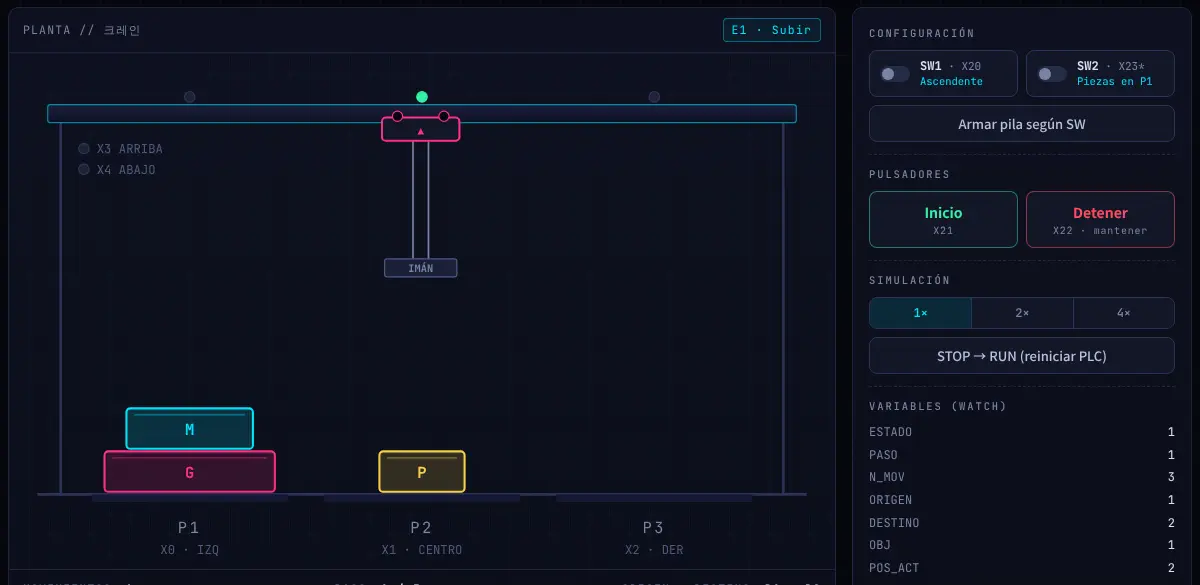 PLANTA // 크레인
E1 · Subir
X3 ARRIBA
X4 ABAJO
▲
IMÁN
M
G
P
P1
X0 · IZQ
P2
X1 · CENTRO
P3
X2 · DER
CONFIGURACIÓN
SW1 · X20
Ascendente
SW2 · X23*
Piezas en P1
Armar pila según SW
PULSADORES
Inicio
X21
Detener
X22 · mantener
SIMULACIÓN
1×
2×
4×
STOP → RUN (reiniciar PLC)
VARIABLES (WATCH)
ESTADO 1
PASO 1
N_MOV 3
ORIGEN 1
DESTINO 2
OBJ 1
POS_ACT 2